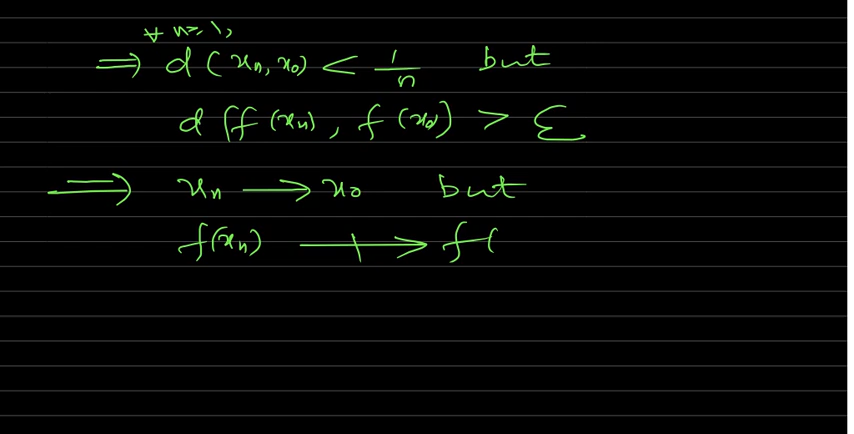 ∀ n ≥ 1,
⟹ d(xₙ, x₀) < 1/n but
d(f(xₙ), f(x₀)) > ε
⟹ xₙ ⟶ x₀ but
f(xₙ) ⟶̸ f(